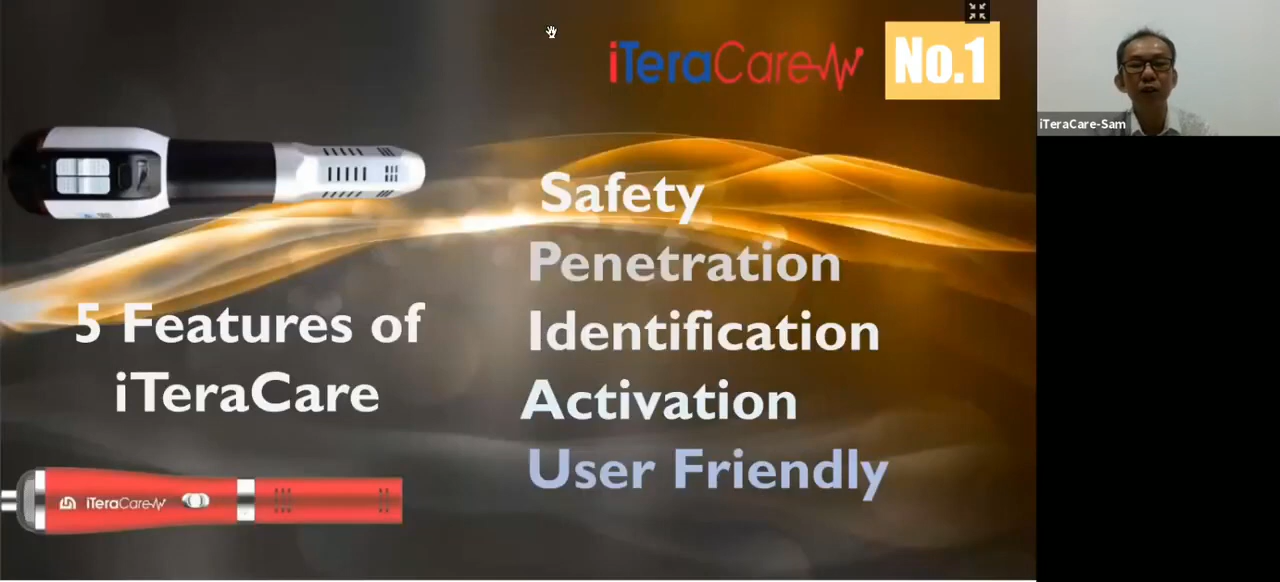 iTeraCare
No.1
iTeraCare-Sam
Safety
Penetration
Identification
Activation
User Friendly
5 Features of
iTeraCare
iTeraCare